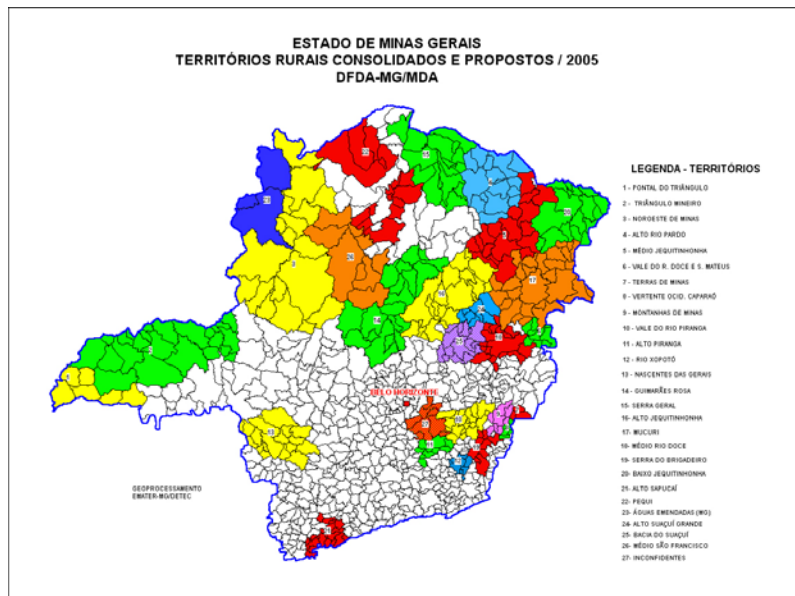 ESTADO DE MINAS GERAIS
TERRITÓRIOS RURAIS CONSOLIDADOS E PROPOSTOS / 2005
DFDA-MG/MDA
BELO HORIZONTE
GEOPROCESSAMENTO
EMATER-MG/DETEC
LEGENDA - TERRITÓRIOS
1 - PONTAL DO TRIÂNGULO
2 - TRIÂNGULO MINEIRO
3 - NOROESTE DE MINAS
4 - ALTO RIO PARDO
5 - MÉDIO JEQUITINHONHA
6 - VALE DO R. DOCE E S. MATEUS
7 - TERRAS DE MINAS
8 - VERTENTE OCID. CAPARAÓ
9 - MONTANHAS DE MINAS
10 - VALE DO RIO PIRANGA
11 - ALTO PIRANGA
12 - RIO XOPOTÓ
13 - NASCENTES DAS GERAIS
14 - GUIMARÃES ROSA
15- SERRA GERAL
16- ALTO JEQUITINHONHA
17- MUCURI
18- MÉDIO RIO DOCE
19- SERRA DO BRIGADEIRO
20- BAIXO JEQUITINHONHA
21- ALTO SAPUCAÍ
22- PEQUI
23- ÁGUAS EMENDADAS (MG)
24- ALTO SUAÇUÍ GRANDE
25- BACIA DO SUAÇUÍ
26- MÉDIO SÃO FRANCISCO
27- INCONFIDENTES